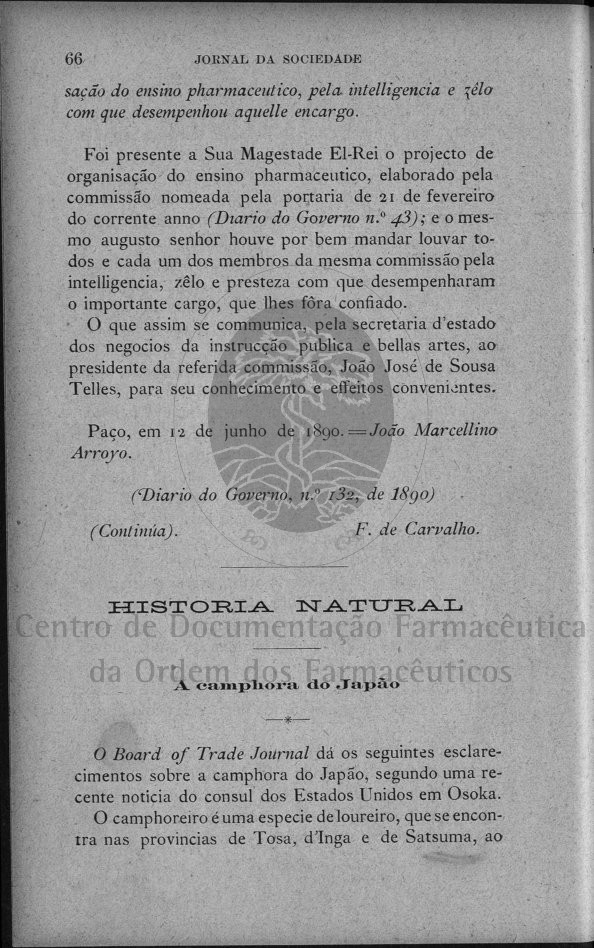 66 JORNAL DA SOCIEDADE
sação do ensino pharmaceutico, pela intelligencia e zêlo
com que desempenhou aquelle encargo.
Foi presente a Sua Magestade El-Rei o projecto de
organisação do ensino pharmaceutico, elaborado pela
commissão nomeada pela portaria de 21 de fevereiro
do corrente anno (Diario do Governo n.º 43); e o mes-
mo augusto senhor houve por bem mandar louvar to-
dos e cada um dos membros da mesma commissão pela
intelligencia, zêlo e presteza com que desempenharam
o importante cargo, que lhes fôra confiado.
O que assim se communica, pela secretaria d'estado
dos negocios da instrucção publica e bellas artes, ao
presidente da referida commissão, João José de Sousa
Telles, para seu conhecimento e effeitos convenientes.
Paço, em 12 de junho de 1890.=João Marcellino
Arroyo.
(Diario do Governo, n.º 132, de 1890)
(Continúa). F. de Carvalho.
HISTORIA NATURAL
Centro de Documentação Farmacêutica
da Ordem dos Farmacêuticos
A camphora do Japão
O Board of Trade Journal dá os seguintes esclare-
cimentos sobre a camphora do Japão, segundo uma re-
cente noticia do consul dos Estados Unidos em Osoka.
O camphoreiro é uma especie de loureiro, que se encon-
tra nas provincias de Tosa, d'Inga e de Satsuma, ao